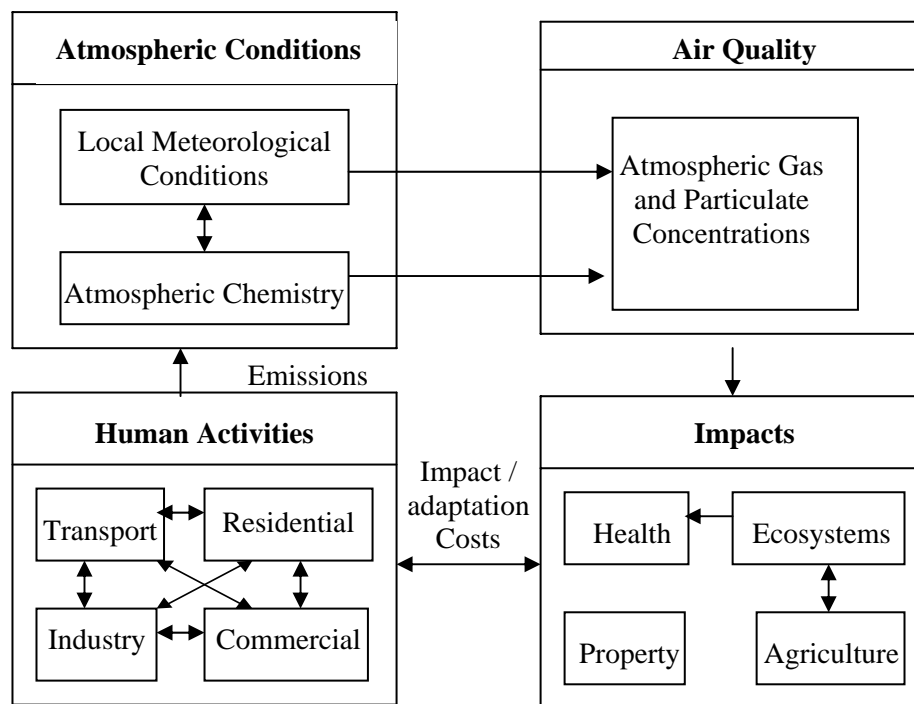 Atmospheric Conditions
Local Meteorological
Conditions
Atmospheric Chemistry
Air Quality
Atmospheric Gas
and Particulate
Concentrations
Emissions
Human Activities
Transport
Residential
Industry
Commercial
Impact /
adaptation
Costs
Impacts
Health
Ecosystems
Property
Agriculture